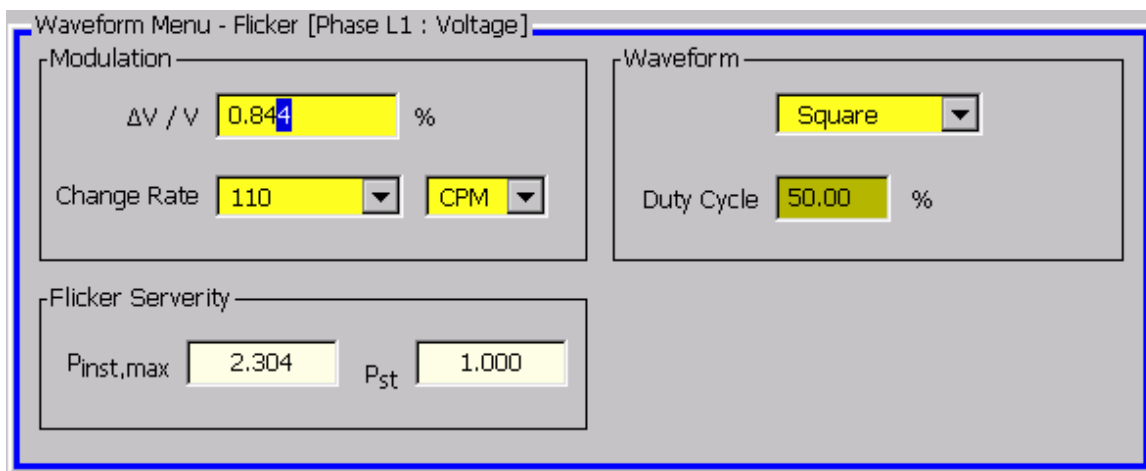 Waveform Menu - Flicker [Phase L1 : Voltage]
Modulation
ΔV / V 0.844 %
Change Rate 110 CPM
Waveform
Square
Duty Cycle 50.00 %
Flicker Serverity
Pinst,max 2.304 Pst 1.000